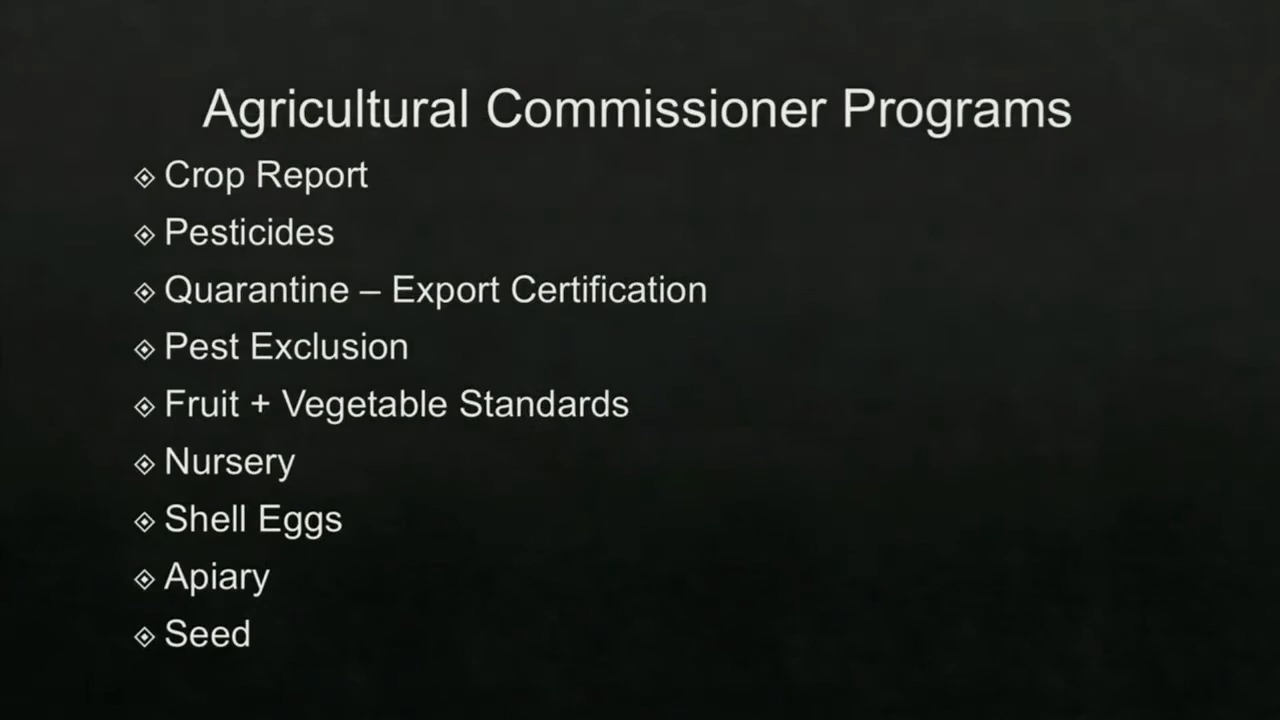 Agricultural Commissioner Programs
Crop Report
Pesticides
Quarantine – Export Certification
Pest Exclusion
Fruit + Vegetable Standards
Nursery
Shell Eggs
Apiary
Seed